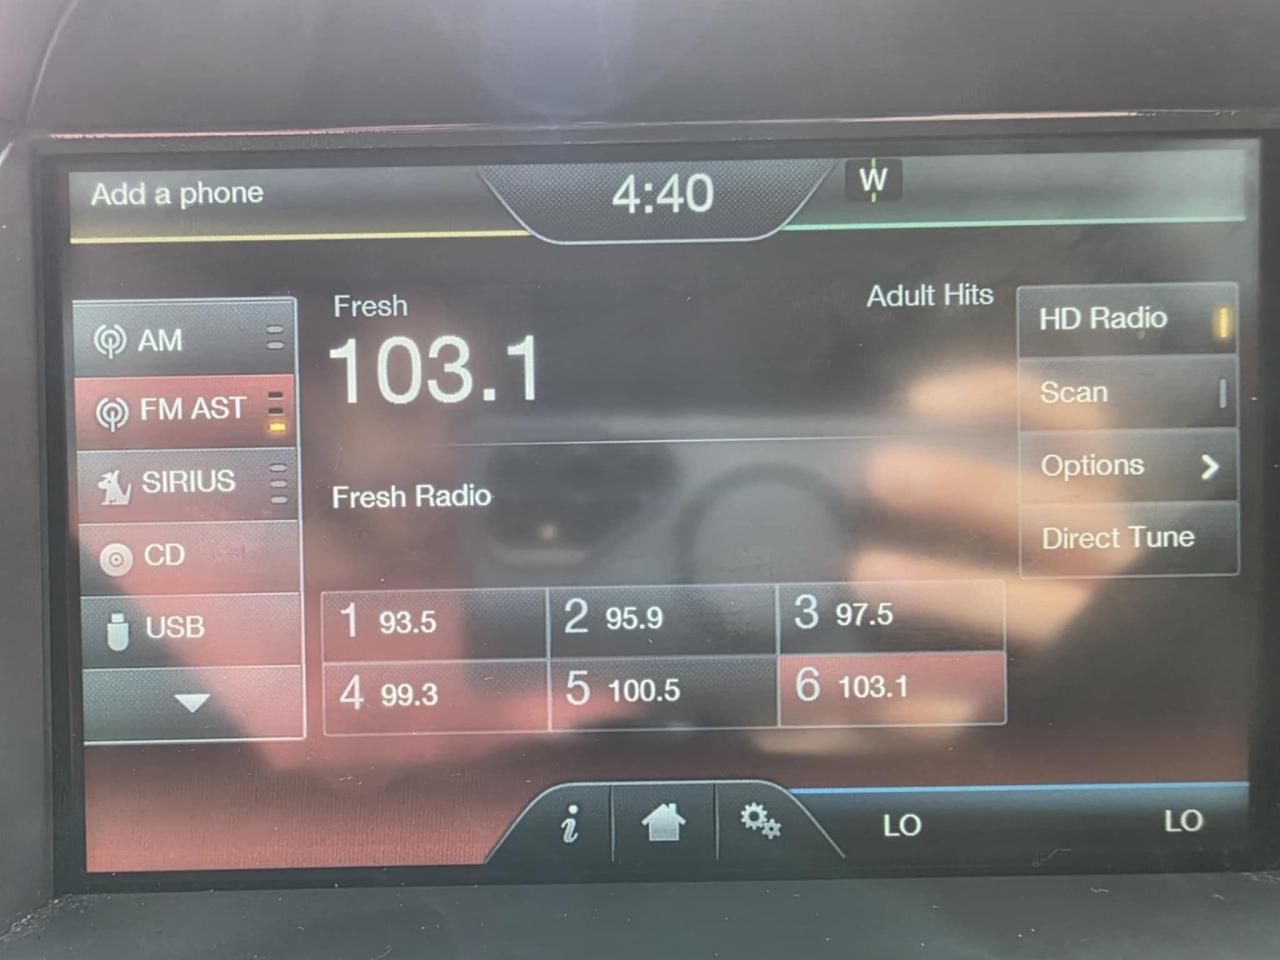 Add a phone
4:40
W
AM
FM AST
SIRIUS
CD
USB
Fresh
103.1
Adult Hits
Fresh Radio
HD Radio
Scan
Options
Direct Tune
1 93.5
2 95.9
3 97.5
4 99.3
5 100.5
6 103.1
i
LO
LO